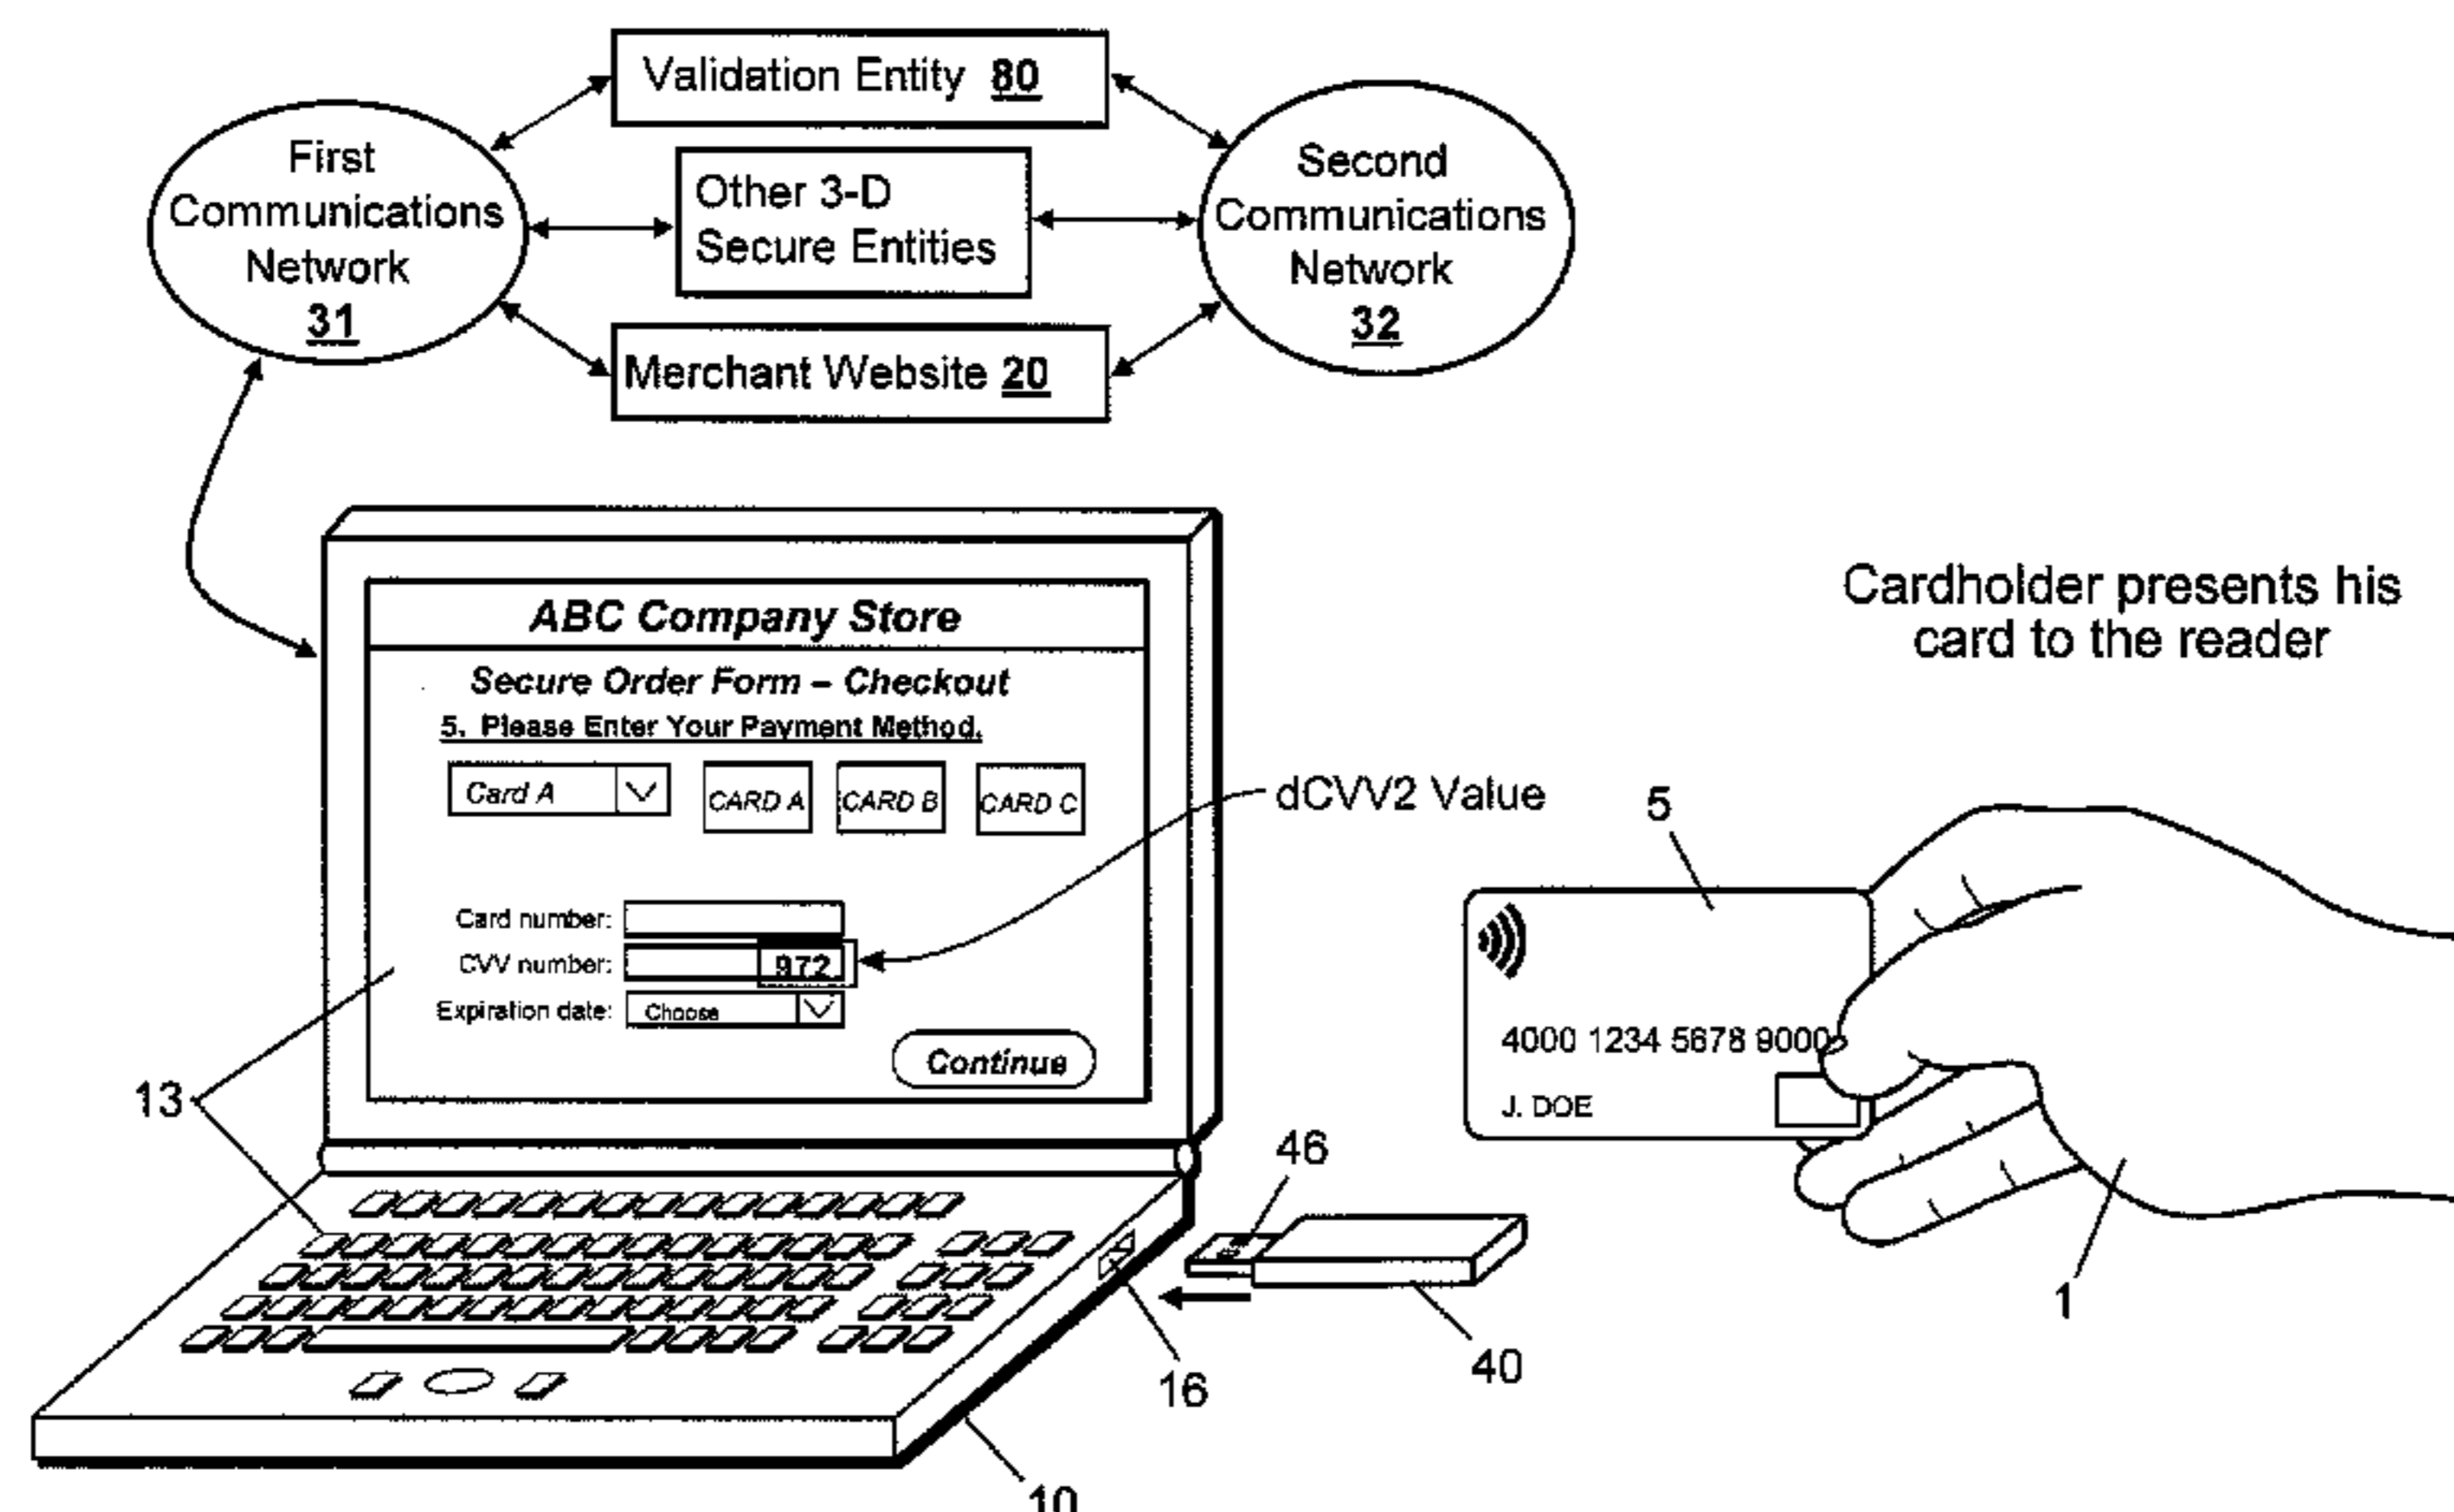 Validation Entity 80
First
Communications
Network
31
Other 3-D
Secure Entities
Second
Communications
Network
32
Merchant Website 20
Cardholder presents his
card to the reader
ABC Company Store
Secure Order Form – Checkout
5. Please Enter Your Payment Method.
Card A
CARD A
CARD B
CARD C
dCVV2 Value
5
Card number:
CVV number:
972
Expiration date:
Choose
Continue
4000 1234 5678 9000
J. DOE
13
46
1
16
40
10